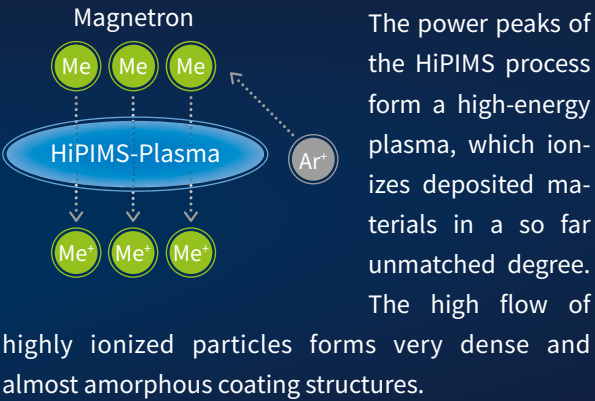 Magnetron
Me Me Me
HiPIMS-Plasma
Ar⁺
Me⁺ Me⁺ Me⁺
The power peaks of
the HiPIMS process
form a high-energy
plasma, which ion-
izes deposited ma-
terials in a so far
unmatched degree.
The high flow of
highly ionized particles forms very dense and
almost amorphous coating structures.